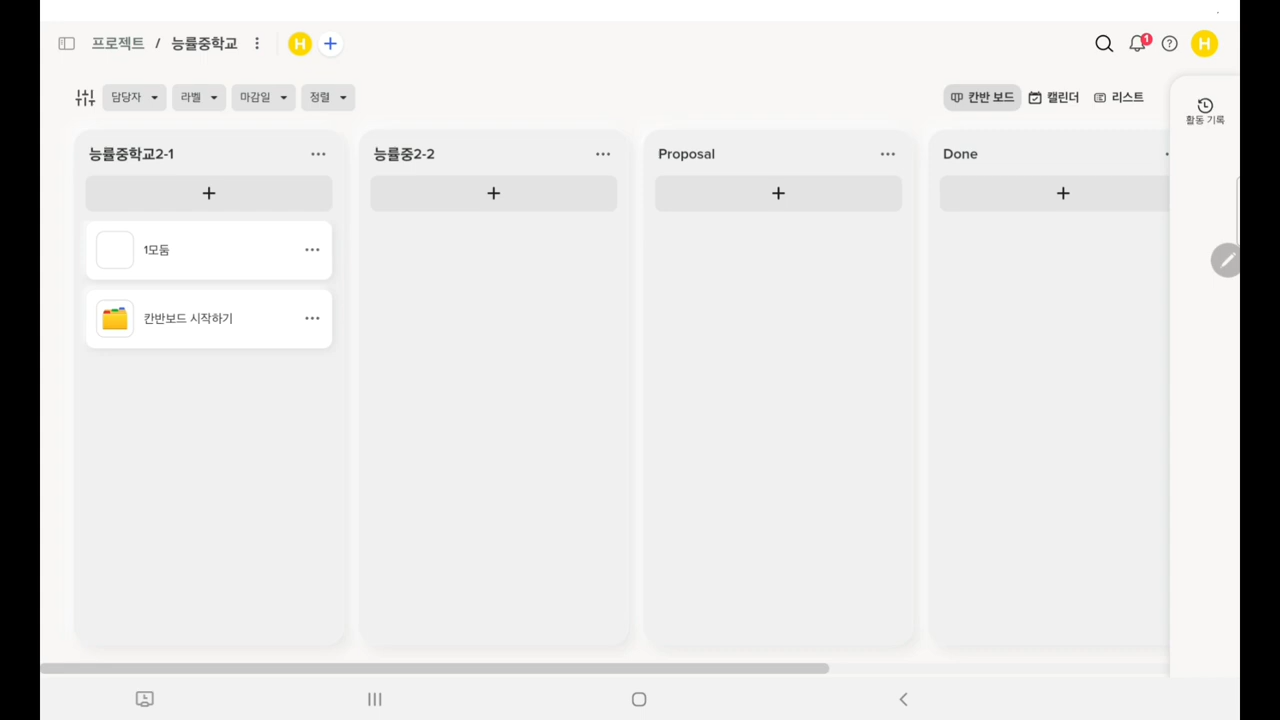 프로젝트 / 능률중학교 H 1 H
담당자 라벨 마감일 정렬 칸반 보드 캘린더 리스트
활동 기록
능률중학교2-1 능률중2-2 Proposal Done
1모둠
칸반보드 시작하기